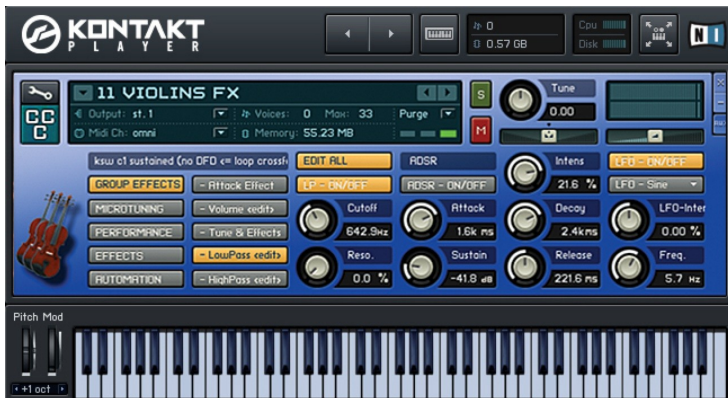 KONTAKT
PLAYER
0
0.57 GB
Cpu
Disk
NI
11 VIOLINS FX
Output: st. 1
Voices: 0 Max: 33
Purge
Midi Ch: omni
Memory: 55.23 MB
S
M
Tune
0.00
CC
C
ksw c1 sustained (no DFD <= loop crossf
EDIT ALL
ADSR
Intens
21.6 %
LFO - ON/OFF
GROUP EFFECTS
- Attack Effect
LP - ON/OFF
ADSR - ON/OFF
LFO - Sine
MICROTUNING
- Volume <edit>
Cutoff
642.9Hz
Attack
1.6k ms
Decay
2.4k ms
LFO-Inter
0.00 %
PERFORMANCE
- Tune & Effects
EFFECTS
- LowPass <edit>
Reso.
0.0 %
Sustain
-41.8 dB
Release
221.6 ms
Freq.
5.7 Hz
AUTOMATION
- HighPass <edit>
Pitch Mod
+1 oct